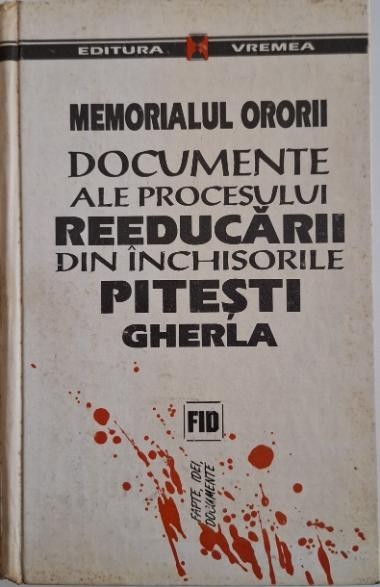 EDITURA VREMEA
MEMORIALUL ORORII
DOCUMENTE
ALE PROCESULUI
REEDUCĂRII
DIN ÎNCHISORILE
PITEȘTI
GHERLA
FID
FAPTE, IDEI,
DOCUMENTE